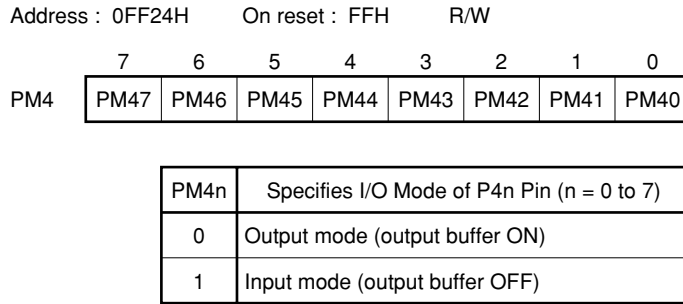 Address : 0FF24H On reset : FFH R/W
7 6 5 4 3 2 1 0
PM4 PM47 PM46 PM45 PM44 PM43 PM42 PM41 PM40
PM4n Specifies I/O Mode of P4n Pin (n = 0 to 7)
0 Output mode (output buffer ON)
1 Input mode (output buffer OFF)